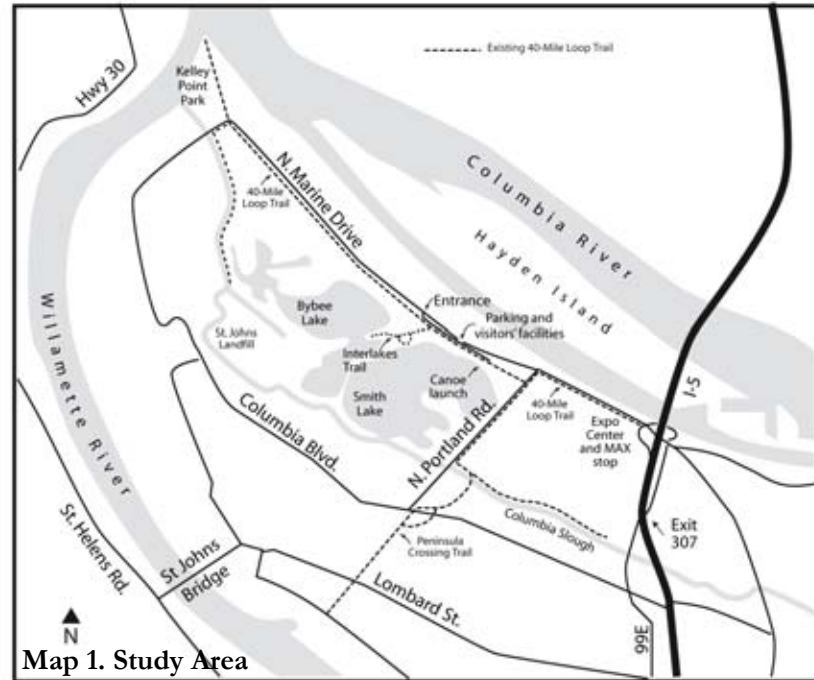 Existing 40-Mile Loop Trail
Hwy 30
Kelley
Point
Park
N. Marine Drive
40-Mile
Loop Trail
Columbia River
Hayden Island
Entrance
Parking and
visitors' facilities
Bybee
Lake
St. Johns
Landfill
Interlakes
Trail
Smith
Lake
Canoe
launch
Willamette River
Columbia Blvd.
N. Portland Rd.
40-Mile
Loop Trail
Expo
Center
and MAX
stop
I-5
Exit
307
Columbia Slough
Peninsula
Crossing Trail
St. Helens Rd.
St Johns
Bridge
Lombard St.
99E
N
Map 1. Study Area